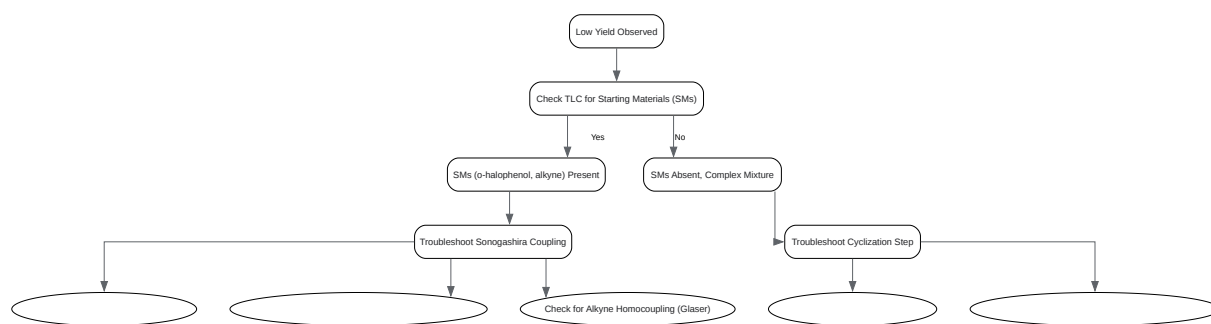 Low Yield Observed
Check TLC for Starting Materials (SMs)
Yes
No
SMs (o-halophenol, alkyne) Present
SMs Absent, Complex Mixture
Troubleshoot Sonogashira Coupling
Troubleshoot Cyclization Step
Check for Alkyne Homocoupling (Glaser)